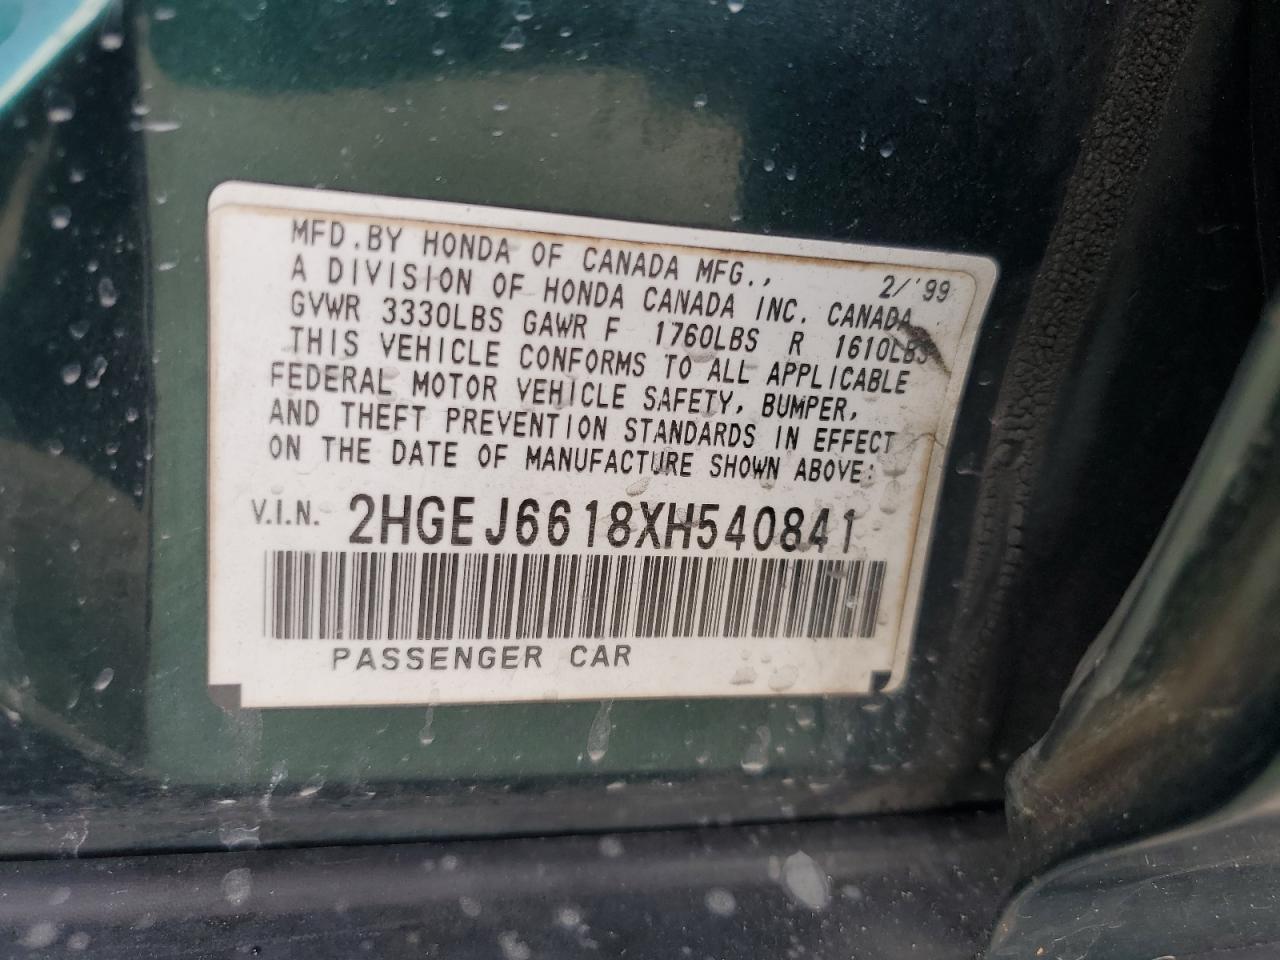 MFD.BY HONDA OF CANADA MFG., 2/'99
A DIVISION OF HONDA CANADA INC. CANADA
GVWR 3330LBS GAWR F 1760LBS R 1610LBS
THIS VEHICLE CONFORMS TO ALL APPLICABLE
FEDERAL MOTOR VEHICLE SAFETY, BUMPER,
AND THEFT PREVENTION STANDARDS IN EFFECT
ON THE DATE OF MANUFACTURE SHOWN ABOVE:
V.I.N. 2HGEJ6618XH540841
PASSENGER CAR